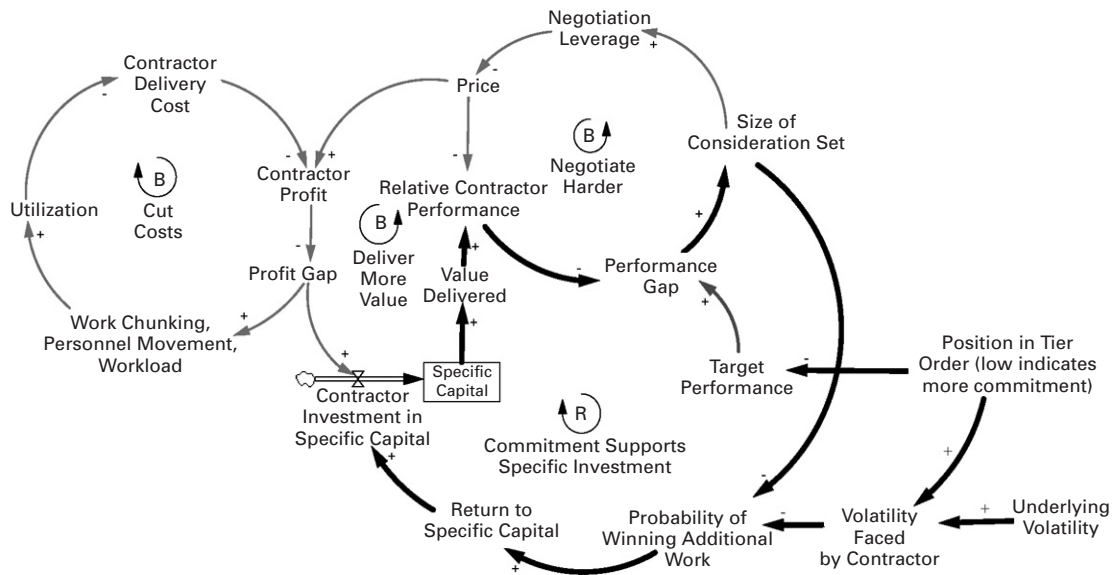 Negotiation
Leverage
Contractor
Delivery
Cost
Price
Size of
Consideration Set
B
Negotiate
Harder
B
Cut
Costs
Contractor
Profit
Utilization
Relative Contractor
Performance
B
Deliver
More
Value
Profit Gap
Value
Delivered
Performance
Gap
Work Chunking,
Personnel Movement,
Workload
Target
Performance
Position in Tier
Order (low indicates
more commitment)
Specific
Capital
Contractor
Investment in
Specific Capital
R
Commitment Supports
Specific Investment
Return to
Specific Capital
Probability of
Winning Additional
Work
Volatility
Faced
by Contractor
Underlying
Volatility